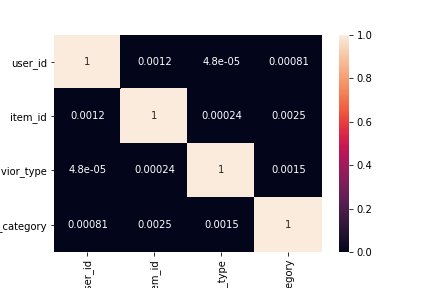 1.0
user_id 1 0.0012 4.8e-05 0.00081
0.8
item_id 0.0012 1 0.00024 0.0025
0.6
vior_type 4.8e-05 0.00024 1 0.0015
0.4
_category 0.00081 0.0025 0.0015 1
0.2
0.0
ser_id em_id _type egory